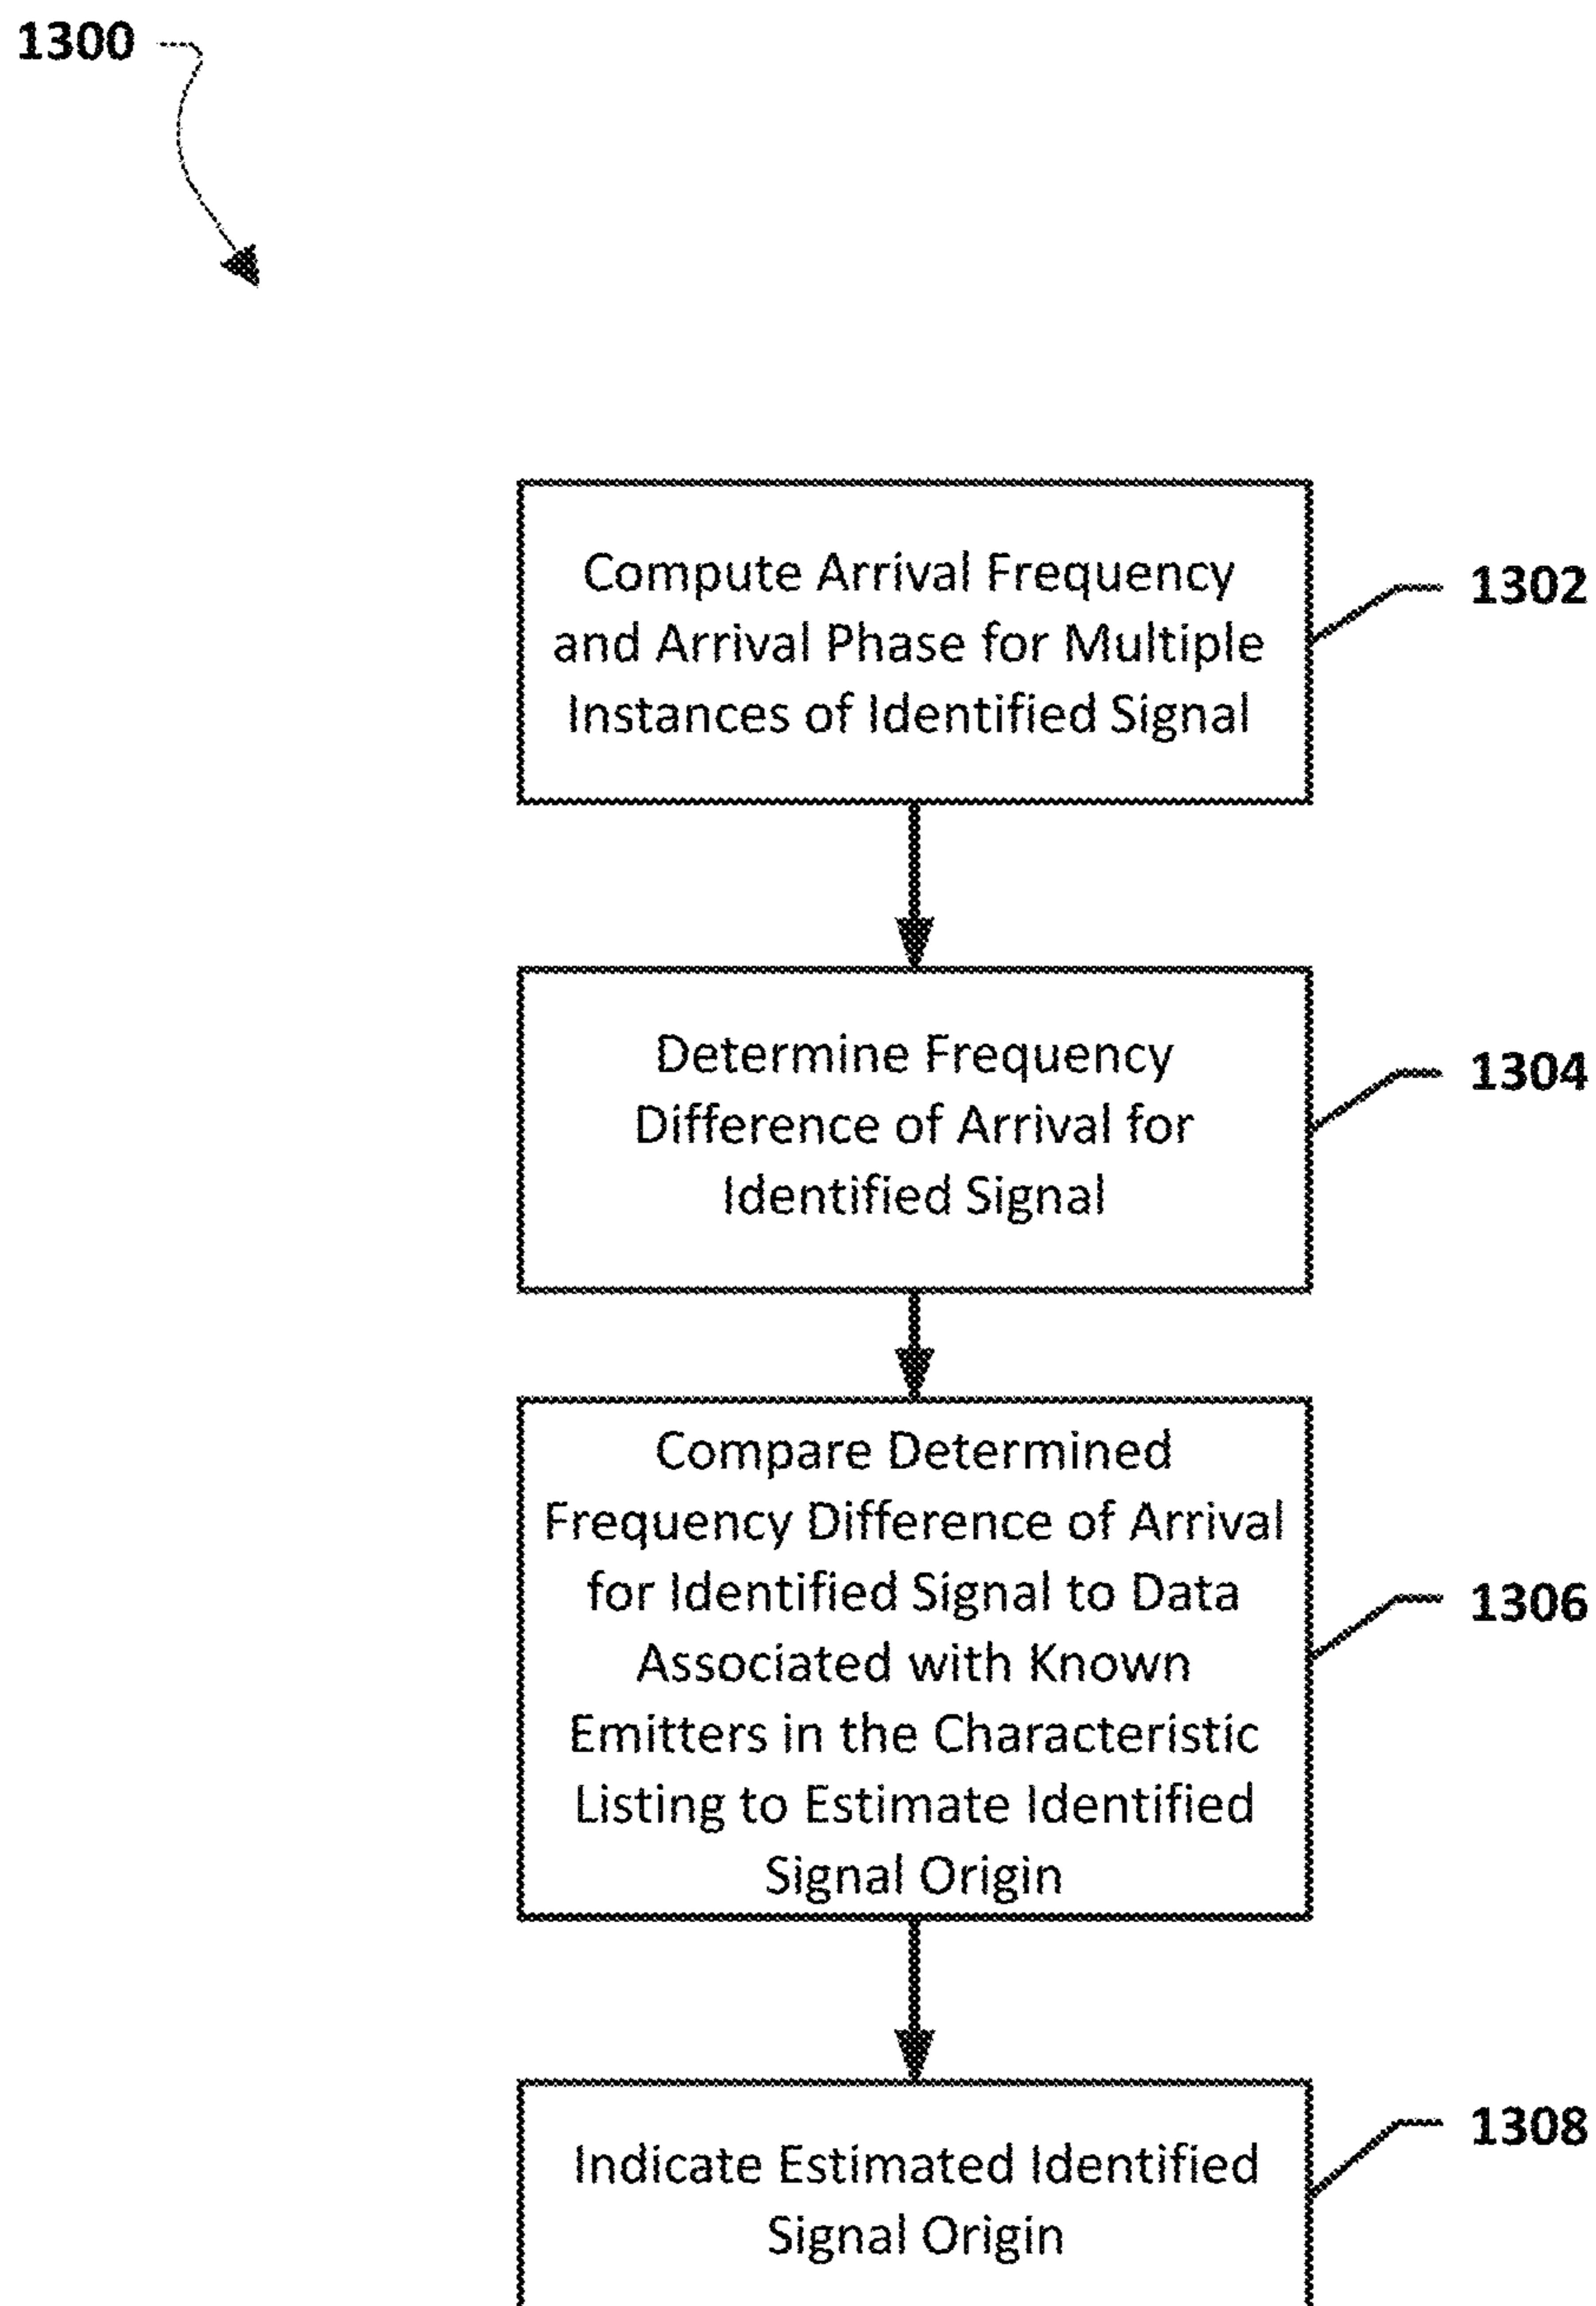 1300
Compute Arrival Frequency
and Arrival Phase for Multiple
Instances of Identified Signal
1302
Determine Frequency
Difference of Arrival for
Identified Signal
1304
Compare Determined
Frequency Difference of Arrival
for Identified Signal to Data
Associated with Known
Emitters in the Characteristic
Listing to Estimate Identified
Signal Origin
1306
Indicate Estimated Identified
Signal Origin
1308